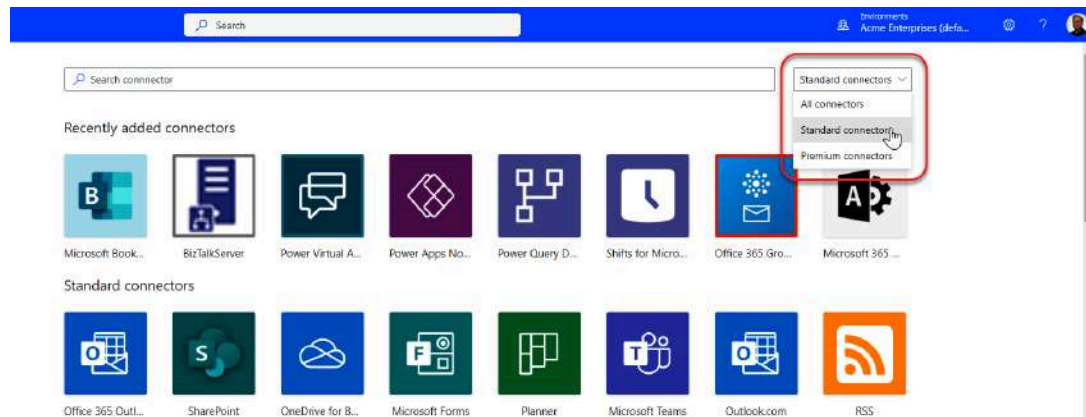 Search
Environments
Acme Enterprises (defa...
?
Search connnector
Standard connectors
All connectors
Standard connectors
Premium connectors
Recently added connectors
B
A
Microsoft Book...
BizTalkServer
Power Virtual A...
Power Apps No...
Power Query D...
Shifts for Micro...
Office 365 Gro...
Microsoft 365 ...
Standard connectors
O
S
F
T
O
Office 365 Outl...
SharePoint
OneDrive for B...
Microsoft Forms
Planner
Microsoft Teams
Outlook.com
RSS